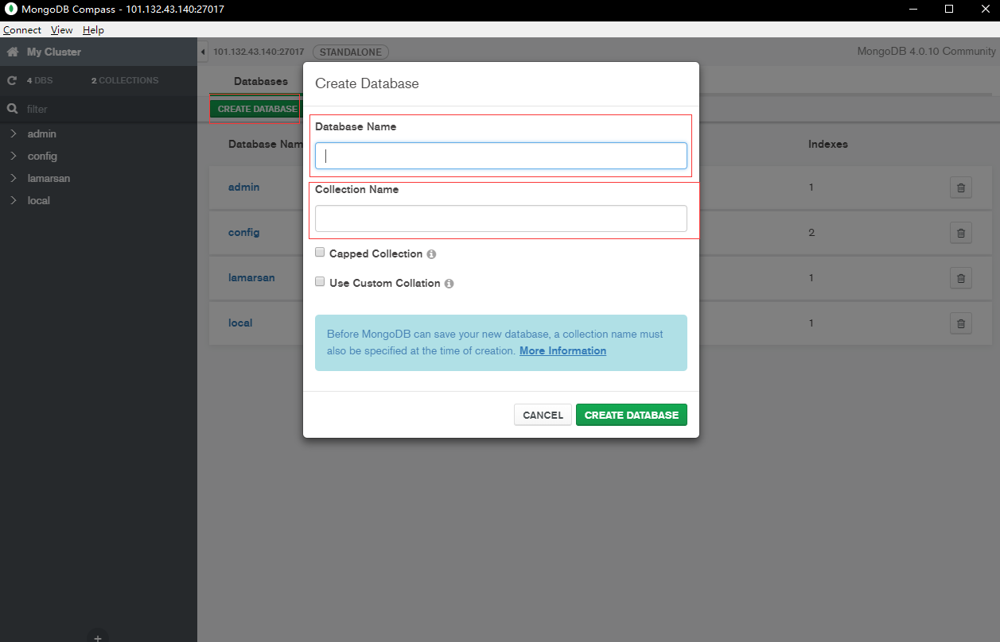 MongoDB Compass - 101.132.43.140:27017
Connect View Help
My Cluster
4 DBS 2 COLLECTIONS
filter
admin
config
lamarsan
local
101.132.43.140:27017 STANDALONE MongoDB 4.0.10 Community
Databases
CREATE DATABASE
Database Nam Indexes
admin 1
config 2
lamarsan 1
local 1
Create Database
Database Name
Collection Name
Capped Collection
Use Custom Collation
Before MongoDB can save your new database, a collection name must
also be specified at the time of creation. More Information
CANCEL CREATE DATABASE